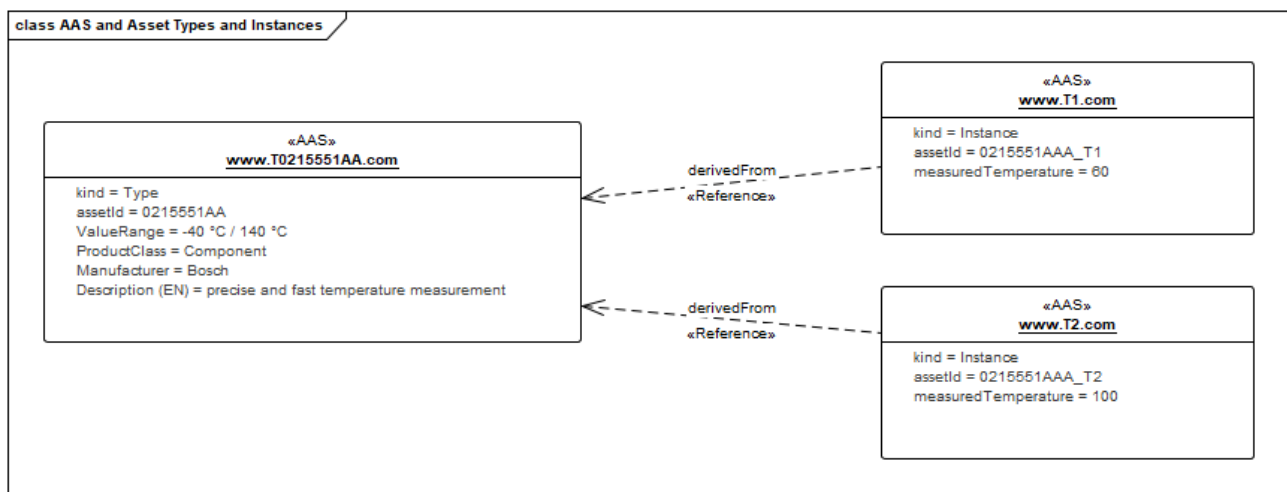 class AAS and Asset Types and Instances
«AAS»
www.T0215551AA.com
kind = Type
assetId = 0215551AA
ValueRange = -40 °C / 140 °C
ProductClass = Component
Manufacturer = Bosch
Description (EN) = precise and fast temperature measurement
derivedFrom
«Reference»
«AAS»
www.T1.com
kind = Instance
assetId = 0215551AAA_T1
measuredTemperature = 60
derivedFrom
«Reference»
«AAS»
www.T2.com
kind = Instance
assetId = 0215551AAA_T2
measuredTemperature = 100